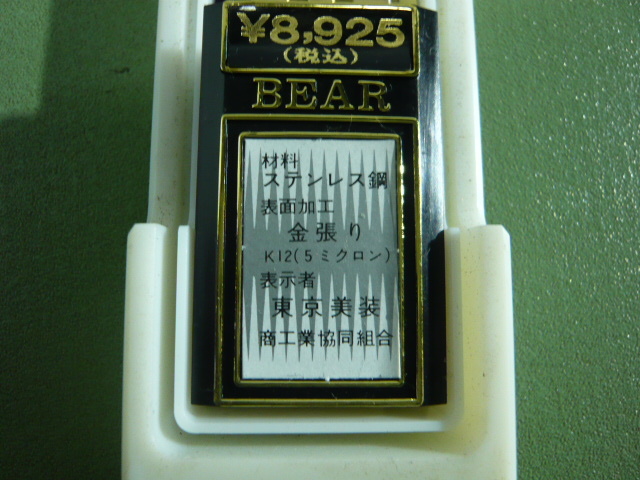 ¥8,925
(税込)
BEAR
材料
ステンレス鋼
表面加工
金張り
K12(5ミクロン)
表示者
東京美装
商工業協同組合